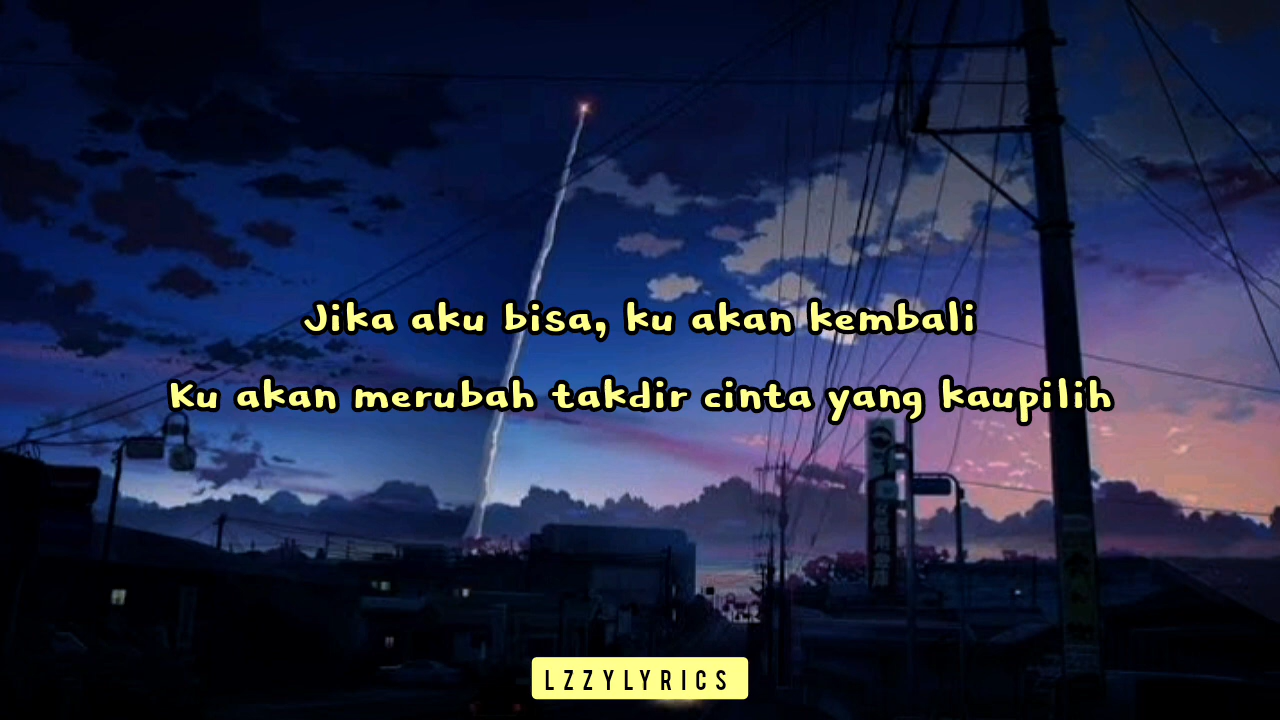 Jika aku bisa, ku akan kembali
Ku akan merubah takdir cinta yang kaupilih
LZZYLYRICS